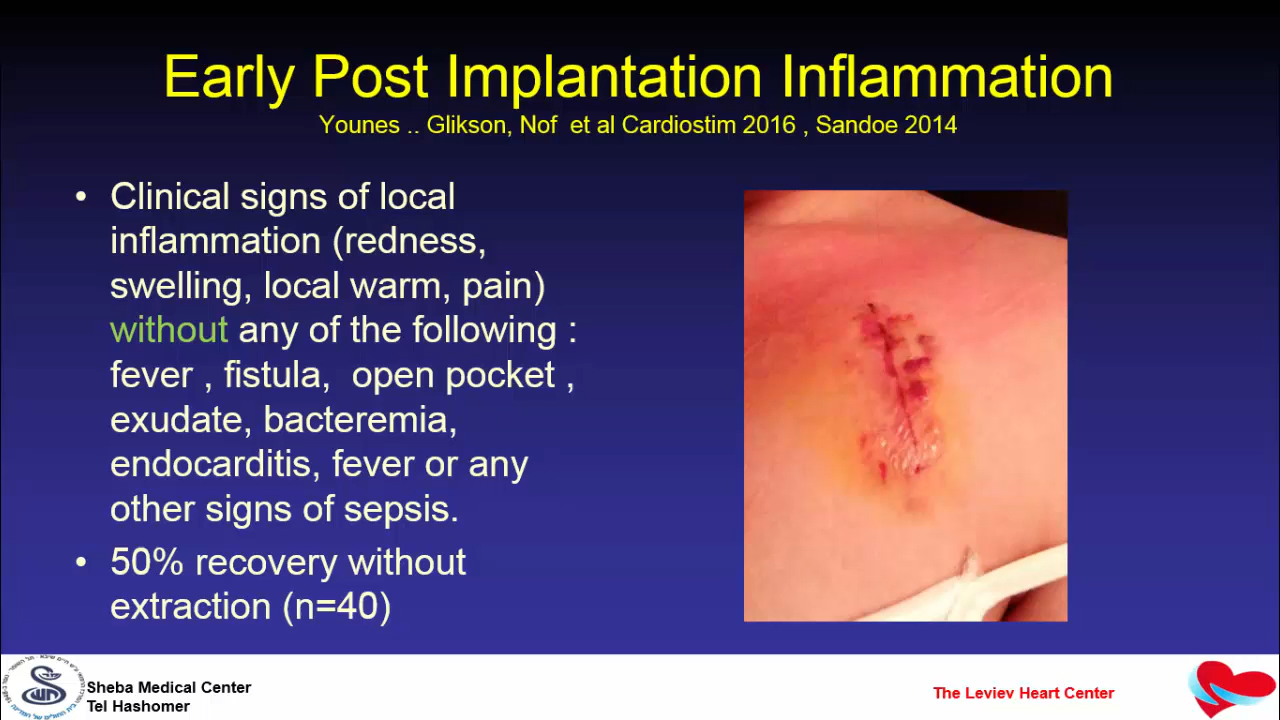 Early Post Implantation Inflammation
Younes .. Glikson, Nof  et al Cardiostim 2016 , Sandoe 2014
• Clinical signs of local
inflammation (redness,
swelling, local warm, pain)
without any of the following :
fever , fistula,  open pocket ,
exudate, bacteremia,
endocarditis, fever or any
other signs of sepsis.
• 50% recovery without
extraction (n=40)
Sheba Medical Center
Tel Hashomer
The Leviev Heart Center